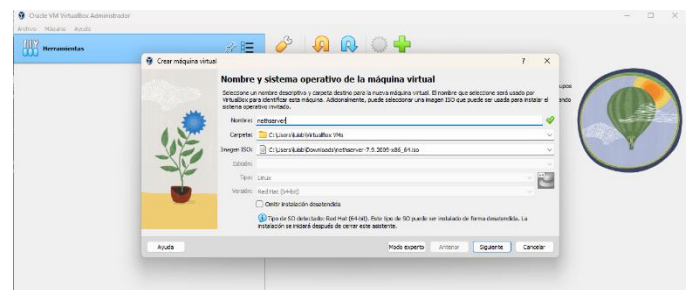 Oracle VM VirtualBox Administrador
Archivo Máquina Ayuda
Herramientas
Crear máquina virtual
Nombre y sistema operativo de la máquina virtual
Seleccione un nombre descriptivo y carpeta destino para la nueva máquina virtual. El nombre que seleccione será usado por
VirtualBox para identificar esta máquina. Adicionalmente, puede seleccionar una imagen ISO que puede ser usada para instalar el
sistema operativo invitado.
Nombre: nethserver
Carpeta: C:\Users\luisb\VirtualBox VMs
Imagen ISO: C:\Users\luisb\Downloads\nethserver-7.9.2009-x86_64.iso
Edición:
Tipo: Linux
Versión: Red Hat (64-bit)
Omitir instalación desatendida
Tipo de SO detectado: Red Hat (64-bit). Este tipo de SO puede ser instalado de forma desatendida. La
instalación se iniciará después de cerrar este asistente.
Ayuda Modo experto Anterior Siguiente Cancelar